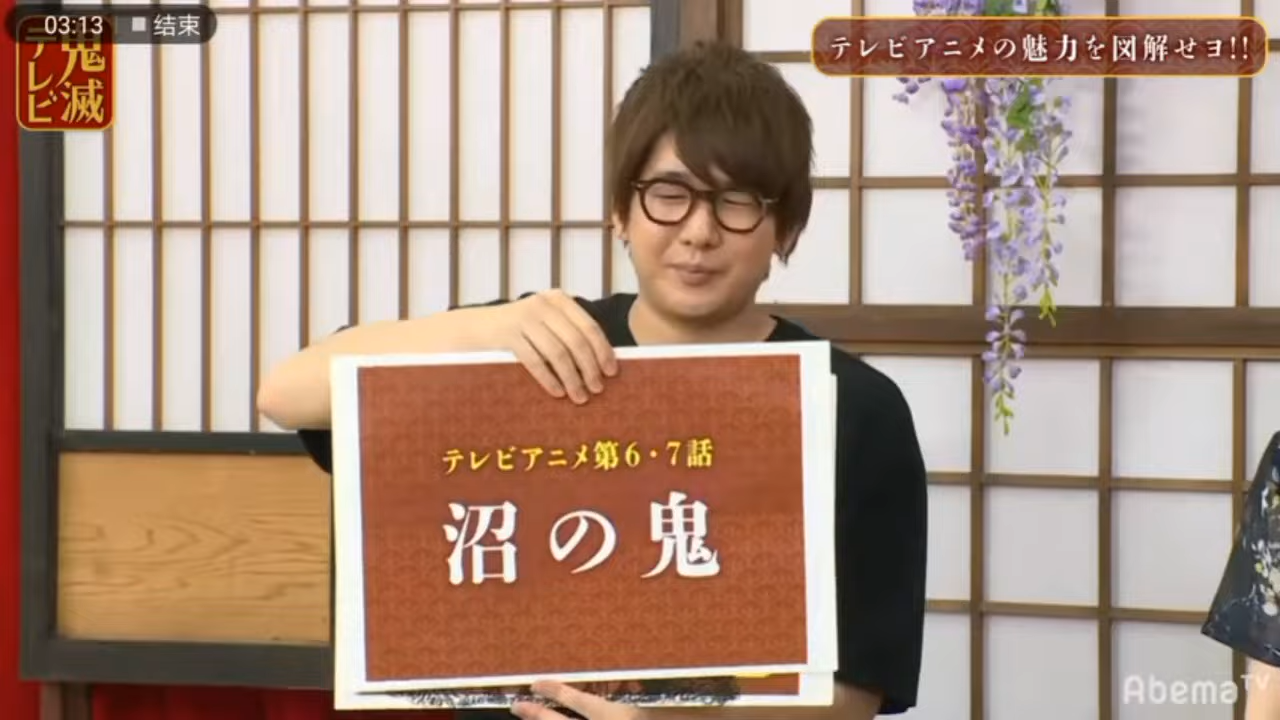 03:13 ■ 结束
鬼滅
テレビ
テレビアニメの魅力を図解せヨ!!
テレビアニメ第6・7話
沼の鬼
AbemaTV